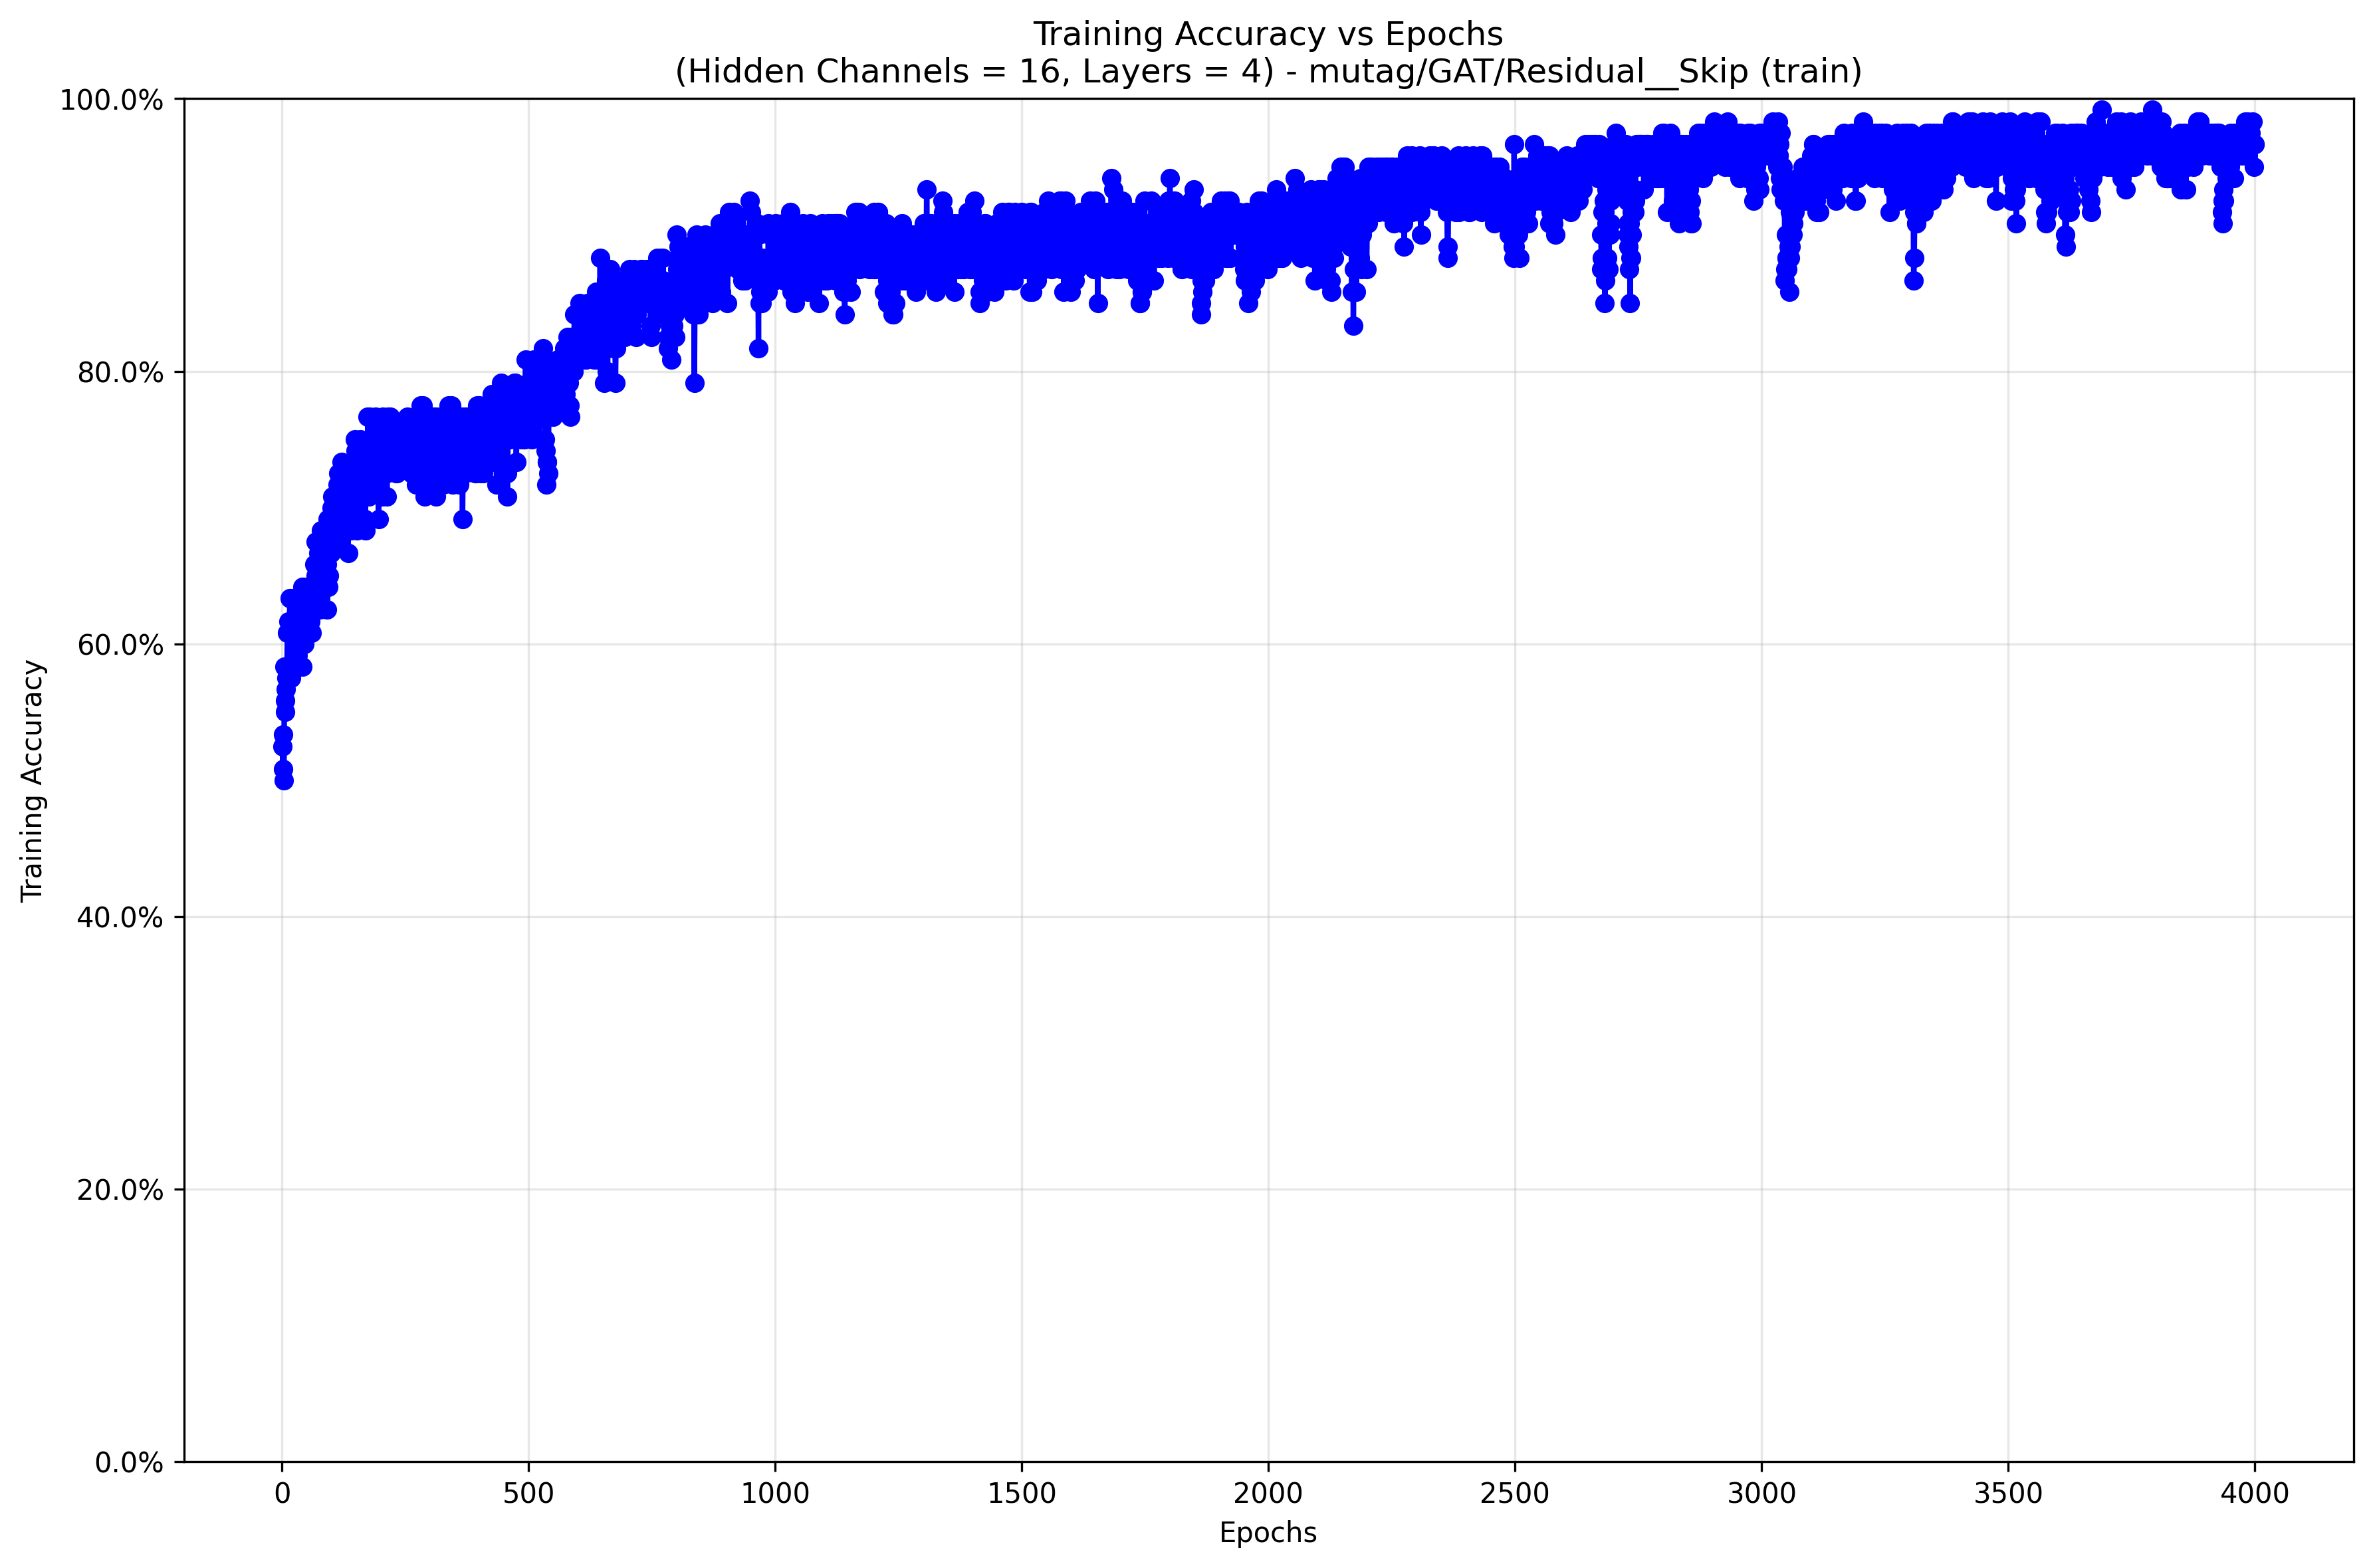 Training Accuracy vs Epochs
(Hidden Channels = 16, Layers = 4) - mutag/GAT/Residual__Skip (train)
100.0%
80.0%
60.0%
40.0%
20.0%
0.0%
Training Accuracy
0 500 1000 1500 2000 2500 3000 3500 4000
Epochs